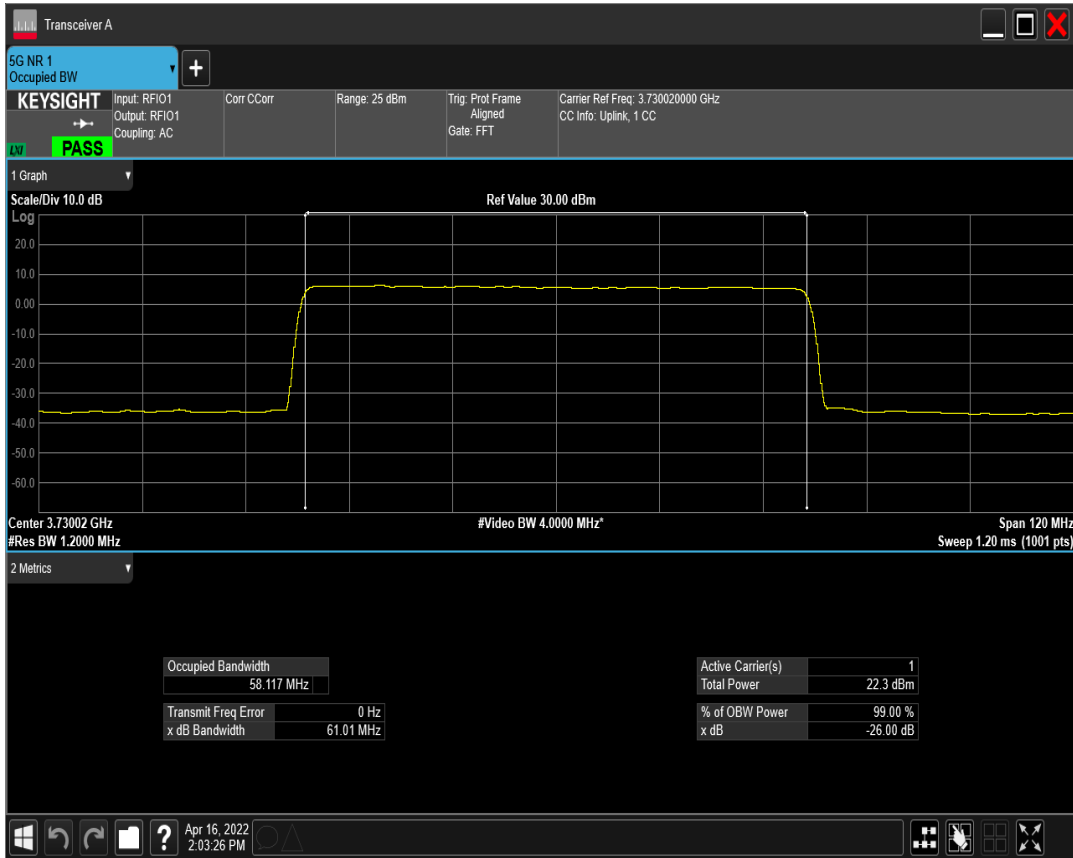 Transceiver A
5G NR 1
Occupied BW
KEYSIGHT
LXI
PASS
Input: RFIO1
Output: RFIO1
Coupling: AC
Corr CCorr
Range: 25 dBm
Trig: Prot Frame
Aligned
Gate: FFT
Carrier Ref Freq: 3.730020000 GHz
CC Info: Uplink, 1 CC
1 Graph
Scale/Div 10.0 dB
Ref Value 30.00 dBm
Log
20.0
10.0
0.00
-10.0
-20.0
-30.0
-40.0
-50.0
-60.0
Center 3.73002 GHz
#Video BW 4.0000 MHz*
Span 120 MHz
#Res BW 1.2000 MHz
Sweep 1.20 ms (1001 pts)
2 Metrics
Occupied Bandwidth
58.117 MHz
Transmit Freq Error 0 Hz
x dB Bandwidth 61.01 MHz
Active Carrier(s) 1
Total Power 22.3 dBm
% of OBW Power 99.00 %
x dB -26.00 dB
?
Apr 16, 2022
2:03:26 PM